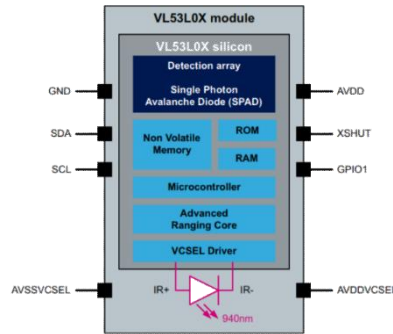 VL53L0X module
VL53L0X silicon
Detection array
Single Photon
Avalanche Diode (SPAD)
GND
AVDD
SDA
Non Volatile
Memory
ROM
XSHUT
SCL
RAM
GPIO1
Microcontroller
Advanced
Ranging Core
VCSEL Driver
AVSSVCSEL
IR+
IR-
AVDDVCSEL
940nm